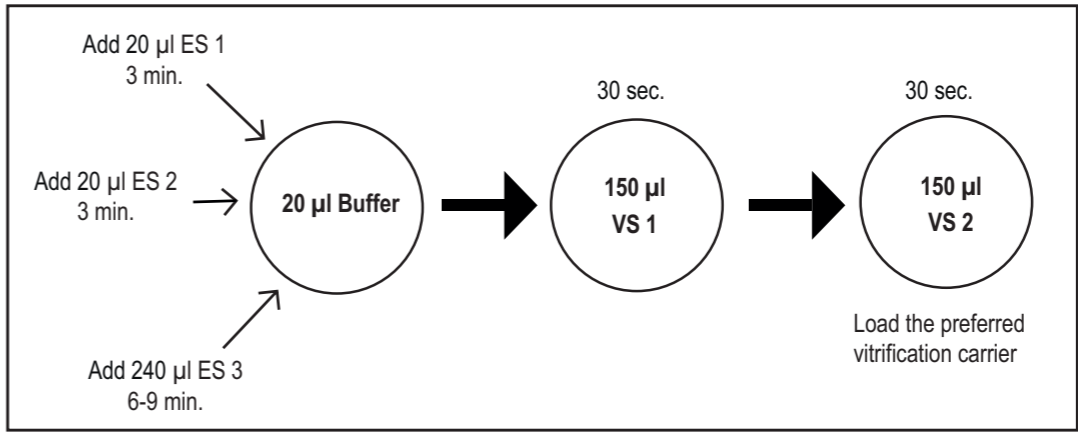 Add 20 µl ES 1
3 min.
Add 20 µl ES 2
3 min.
Add 240 µl ES 3
6-9 min.
20 µl Buffer
30 sec.
150 µl
VS 1
30 sec.
150 µl
VS 2
Load the preferred
vitrification carrier